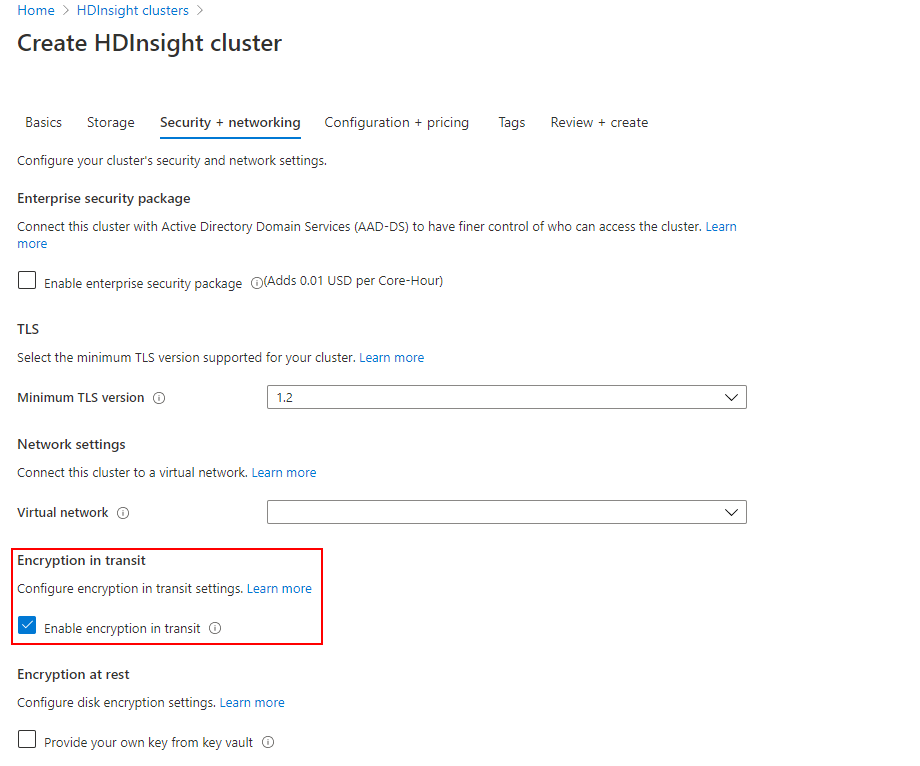 Home > HDInsight clusters >
Create HDInsight cluster
Basics Storage Security + networking Configuration + pricing Tags Review + create
Configure your cluster's security and network settings.
Enterprise security package
Connect this cluster with Active Directory Domain Services (AAD-DS) to have finer control of who can access the cluster. Learn
more
Enable enterprise security package (Adds 0.01 USD per Core-Hour)
TLS
Select the minimum TLS version supported for your cluster. Learn more
Minimum TLS version 1.2
Network settings
Connect this cluster to a virtual network. Learn more
Virtual network
Encryption in transit
Configure encryption in transit settings. Learn more
Enable encryption in transit
Encryption at rest
Configure disk encryption settings. Learn more
Provide your own key from key vault